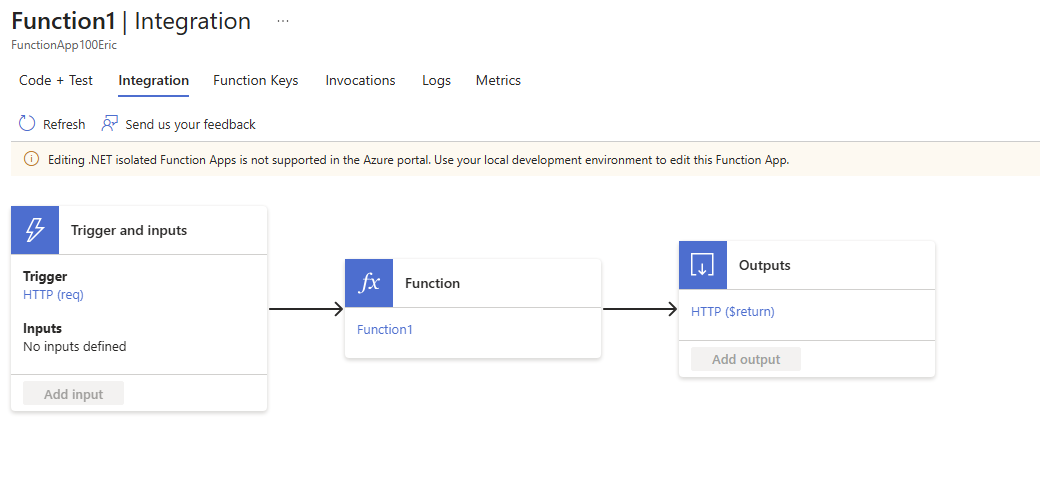 Function1 | Integration ...
FunctionApp100Eric
Code + Test Integration Function Keys Invocations Logs Metrics
Refresh Send us your feedback
Editing .NET isolated Function Apps is not supported in the Azure portal. Use your local development environment to edit this Function App.
Trigger and inputs
Trigger
HTTP (req)
Inputs
No inputs defined
Add input
fx Function
Function1
Outputs
HTTP ($return)
Add output